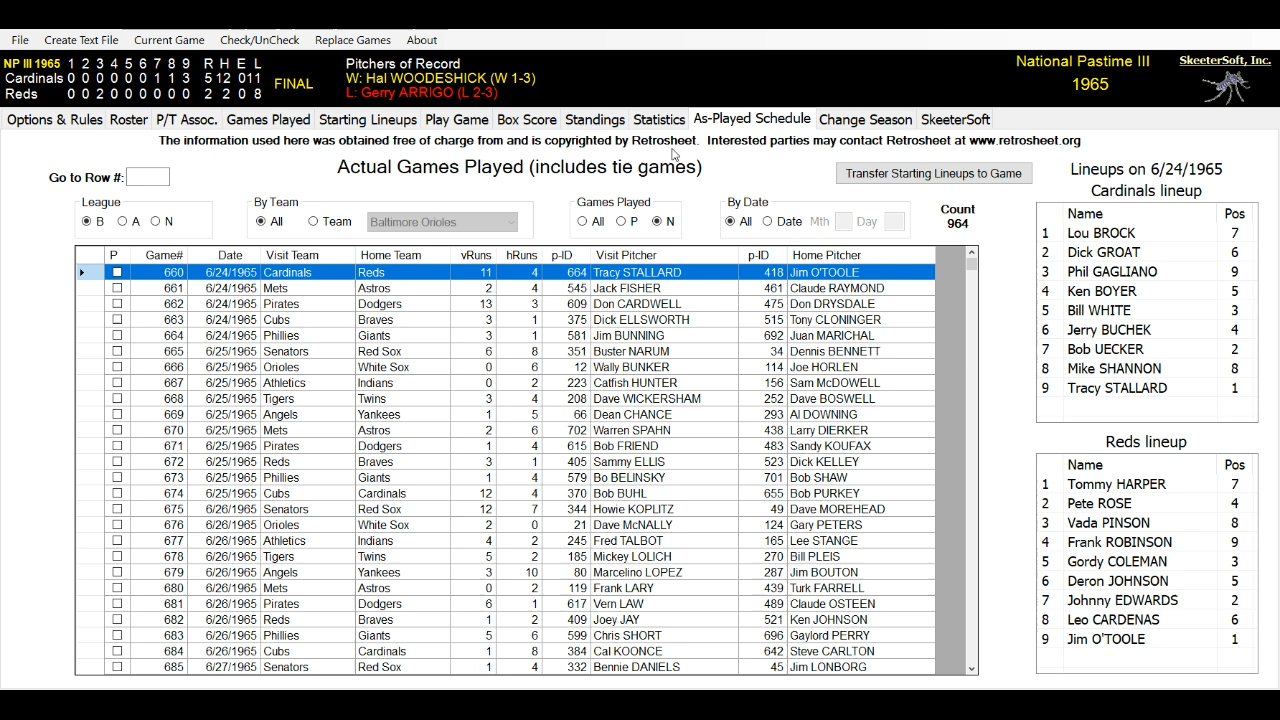 File Create Text File Current Game Check/UnCheck Replace Games About
NP III 1965 1 2 3 4 5 6 7 8 9 R H E L
Cardinals 0 0 0 0 0 0 1 1 3 5 12 0 11 FINAL
Reds 0 0 2 0 0 0 0 0 0 2 2 0 8
Pitchers of Record
W: Hal WOODESHICK (W 1-3)
L: Gerry ARRIGO (L 2-3)
National Pastime III
1965
SkeeterSoft, Inc.
Options & Rules Roster P/T Assoc. Games Played Starting Lineups Play Game Box Score Standings Statistics As-Played Schedule Change Season SkeeterSoft
The information used here was obtained free of charge from and is copyrighted by Retrosheet. Interested parties may contact Retrosheet at www.retrosheet.org
Go to Row #:
Actual Games Played (includes tie games)
Transfer Starting Lineups to Game
League
B A N
By Team
All Team Baltimore Orioles
Games Played
All P N
By Date
All Date Mth Day
Count
964
P Game# Date Visit Team Home Team vRuns hRuns p-ID Visit Pitcher p-ID Home Pitcher
660 6/24/1965 Cardinals Reds 11 4 664 Tracy STALLARD 418 Jim O'TOOLE
661 6/24/1965 Mets Astros 2 4 545 Jack FISHER 461 Claude RAYMOND
662 6/24/1965 Pirates Dodgers 13 3 609 Don CARDWELL 475 Don DRYSDALE
663 6/24/1965 Cubs Braves 3 1 375 Dick ELLSWORTH 515 Tony CLONINGER
664 6/24/1965 Phillies Giants 3 1 581 Jim BUNNING 692 Juan MARICHAL
665 6/25/1965 Senators Red Sox 6 8 351 Buster NARUM 34 Dennis BENNETT
666 6/25/1965 Orioles White Sox 0 6 12 Wally BUNKER 114 Joe HORLEN
667 6/25/1965 Athletics Indians 0 2 223 Catfish HUNTER 156 Sam McDOWELL
668 6/25/1965 Tigers Twins 3 4 208 Dave WICKERSHAM 252 Dave BOSWELL
669 6/25/1965 Angels Yankees 1 5 66 Dean CHANCE 293 Al DOWNING
670 6/25/1965 Mets Astros 2 6 702 Warren SPAHN 438 Larry DIERKER
671 6/25/1965 Pirates Dodgers 1 4 615 Bob FRIEND 483 Sandy KOUFAX
672 6/25/1965 Reds Braves 3 1 405 Sammy ELLIS 523 Dick KELLEY
673 6/25/1965 Phillies Giants 1 4 579 Bo BELINSKY 701 Bob SHAW
674 6/25/1965 Cubs Cardinals 12 4 370 Bob BUHL 655 Bob PURKEY
675 6/26/1965 Senators Red Sox 12 7 344 Howie KOPLITZ 49 Dave MOREHEAD
676 6/26/1965 Orioles White Sox 2 0 21 Dave McNALLY 124 Gary PETERS
677 6/26/1965 Athletics Indians 4 2 245 Fred TALBOT 165 Lee STANGE
678 6/26/1965 Tigers Twins 5 2 185 Mickey LOLICH 270 Bill PLEIS
679 6/26/1965 Angels Yankees 3 10 80 Marcelino LOPEZ 287 Jim BOUTON
680 6/26/1965 Mets Astros 0 2 119 Frank LARY 439 Turk FARRELL
681 6/26/1965 Pirates Dodgers 6 1 617 Vern LAW 489 Claude OSTEEN
682 6/26/1965 Reds Braves 1 2 409 Joey JAY 521 Ken JOHNSON
683 6/26/1965 Phillies Giants 5 6 599 Chris SHORT 696 Gaylord PERRY
684 6/26/1965 Cubs Cardinals 1 8 384 Cal KOONCE 642 Steve CARLTON
685 6/27/1965 Senators Red Sox 1 4 332 Bennie DANIELS 45 Jim LONBORG
Lineups on 6/24/1965
Cardinals lineup
Name Pos
1 Lou BROCK 7
2 Dick GROAT 6
3 Phil GAGLIANO 9
4 Ken BOYER 5
5 Bill WHITE 3
6 Jerry BUCHEK 4
7 Bob UECKER 2
8 Mike SHANNON 8
9 Tracy STALLARD 1
Reds lineup
Name Pos
1 Tommy HARPER 7
2 Pete ROSE 4
3 Vada PINSON 8
4 Frank ROBINSON 9
5 Gordy COLEMAN 3
6 Deron JOHNSON 5
7 Johnny EDWARDS 2
8 Leo CARDENAS 6
9 Jim O'TOOLE 1